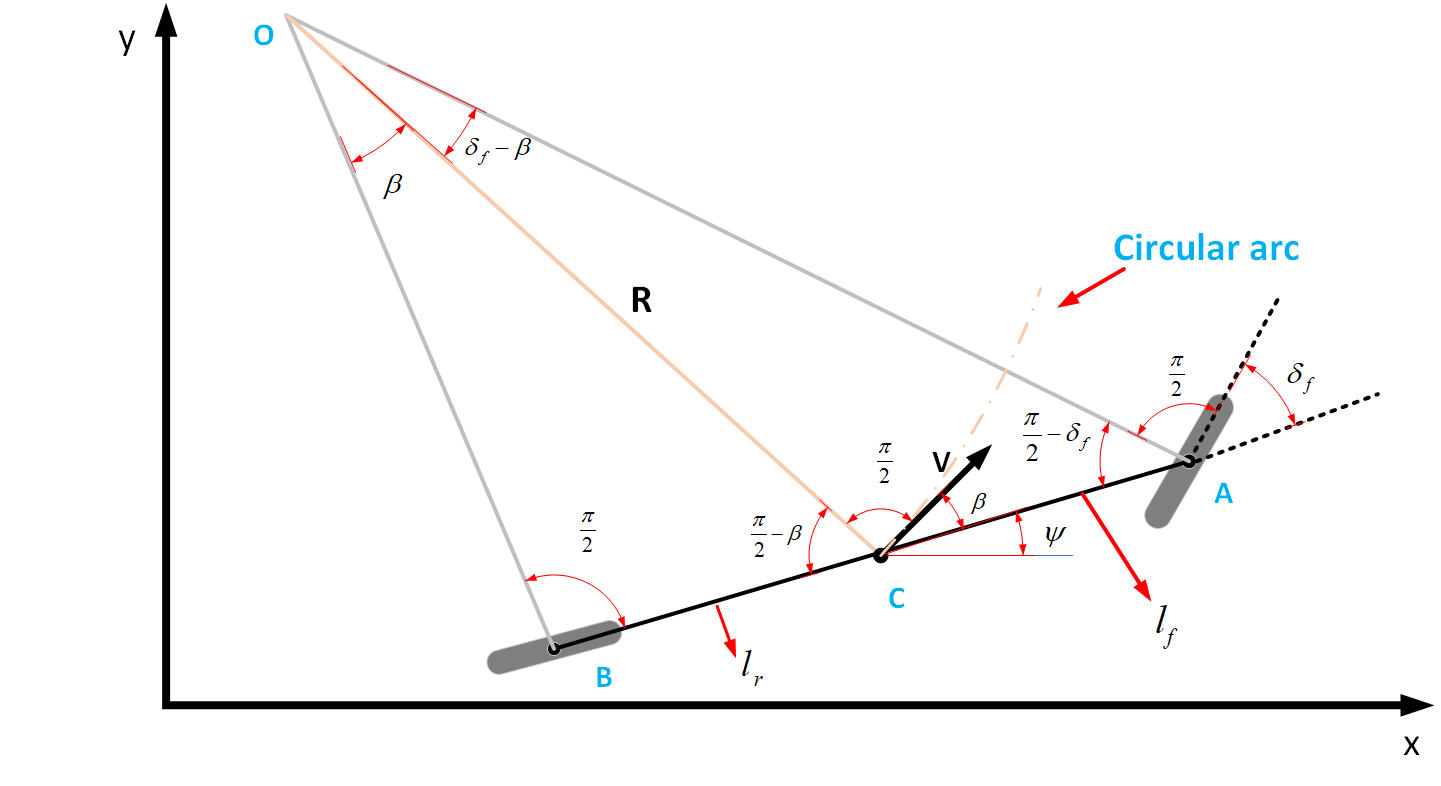 y
O
δ_f − β
β
Circular arc
R
π/2
δ_f
π/2 − δ_f
π/2
V
A
β
π/2
π/2 − β
ψ
C
l_f
B
l_r
x